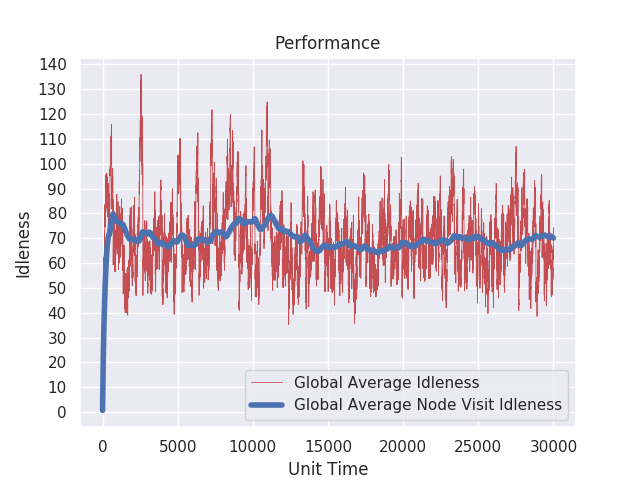 Performance
140
130
120
110
100
90
80
70
60
50
40
30
20
10
0
Idleness
Global Average Idleness
Global Average Node Visit Idleness
0 5000 10000 15000 20000 25000 30000
Unit Time